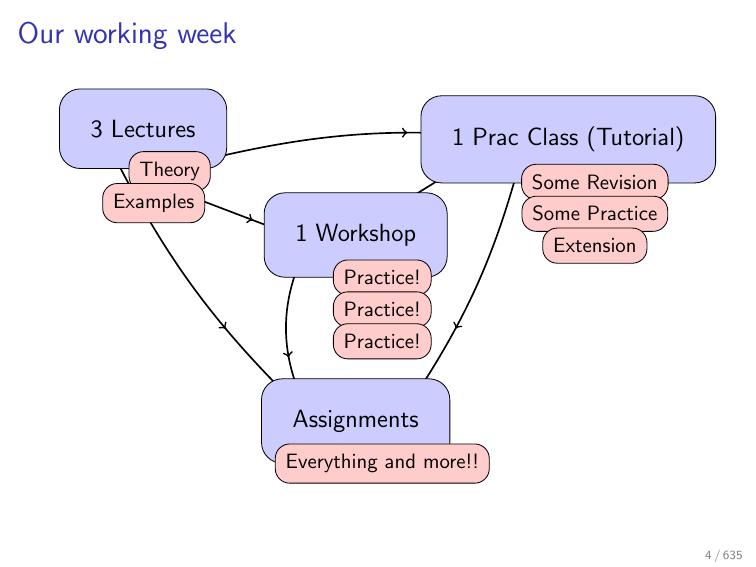 Our working week
3 Lectures
Theory
Examples
1 Prac Class (Tutorial)
Some Revision
Some Practice
Extension
1 Workshop
Practice!
Practice!
Practice!
Assignments
Everything and more!!
4 / 635